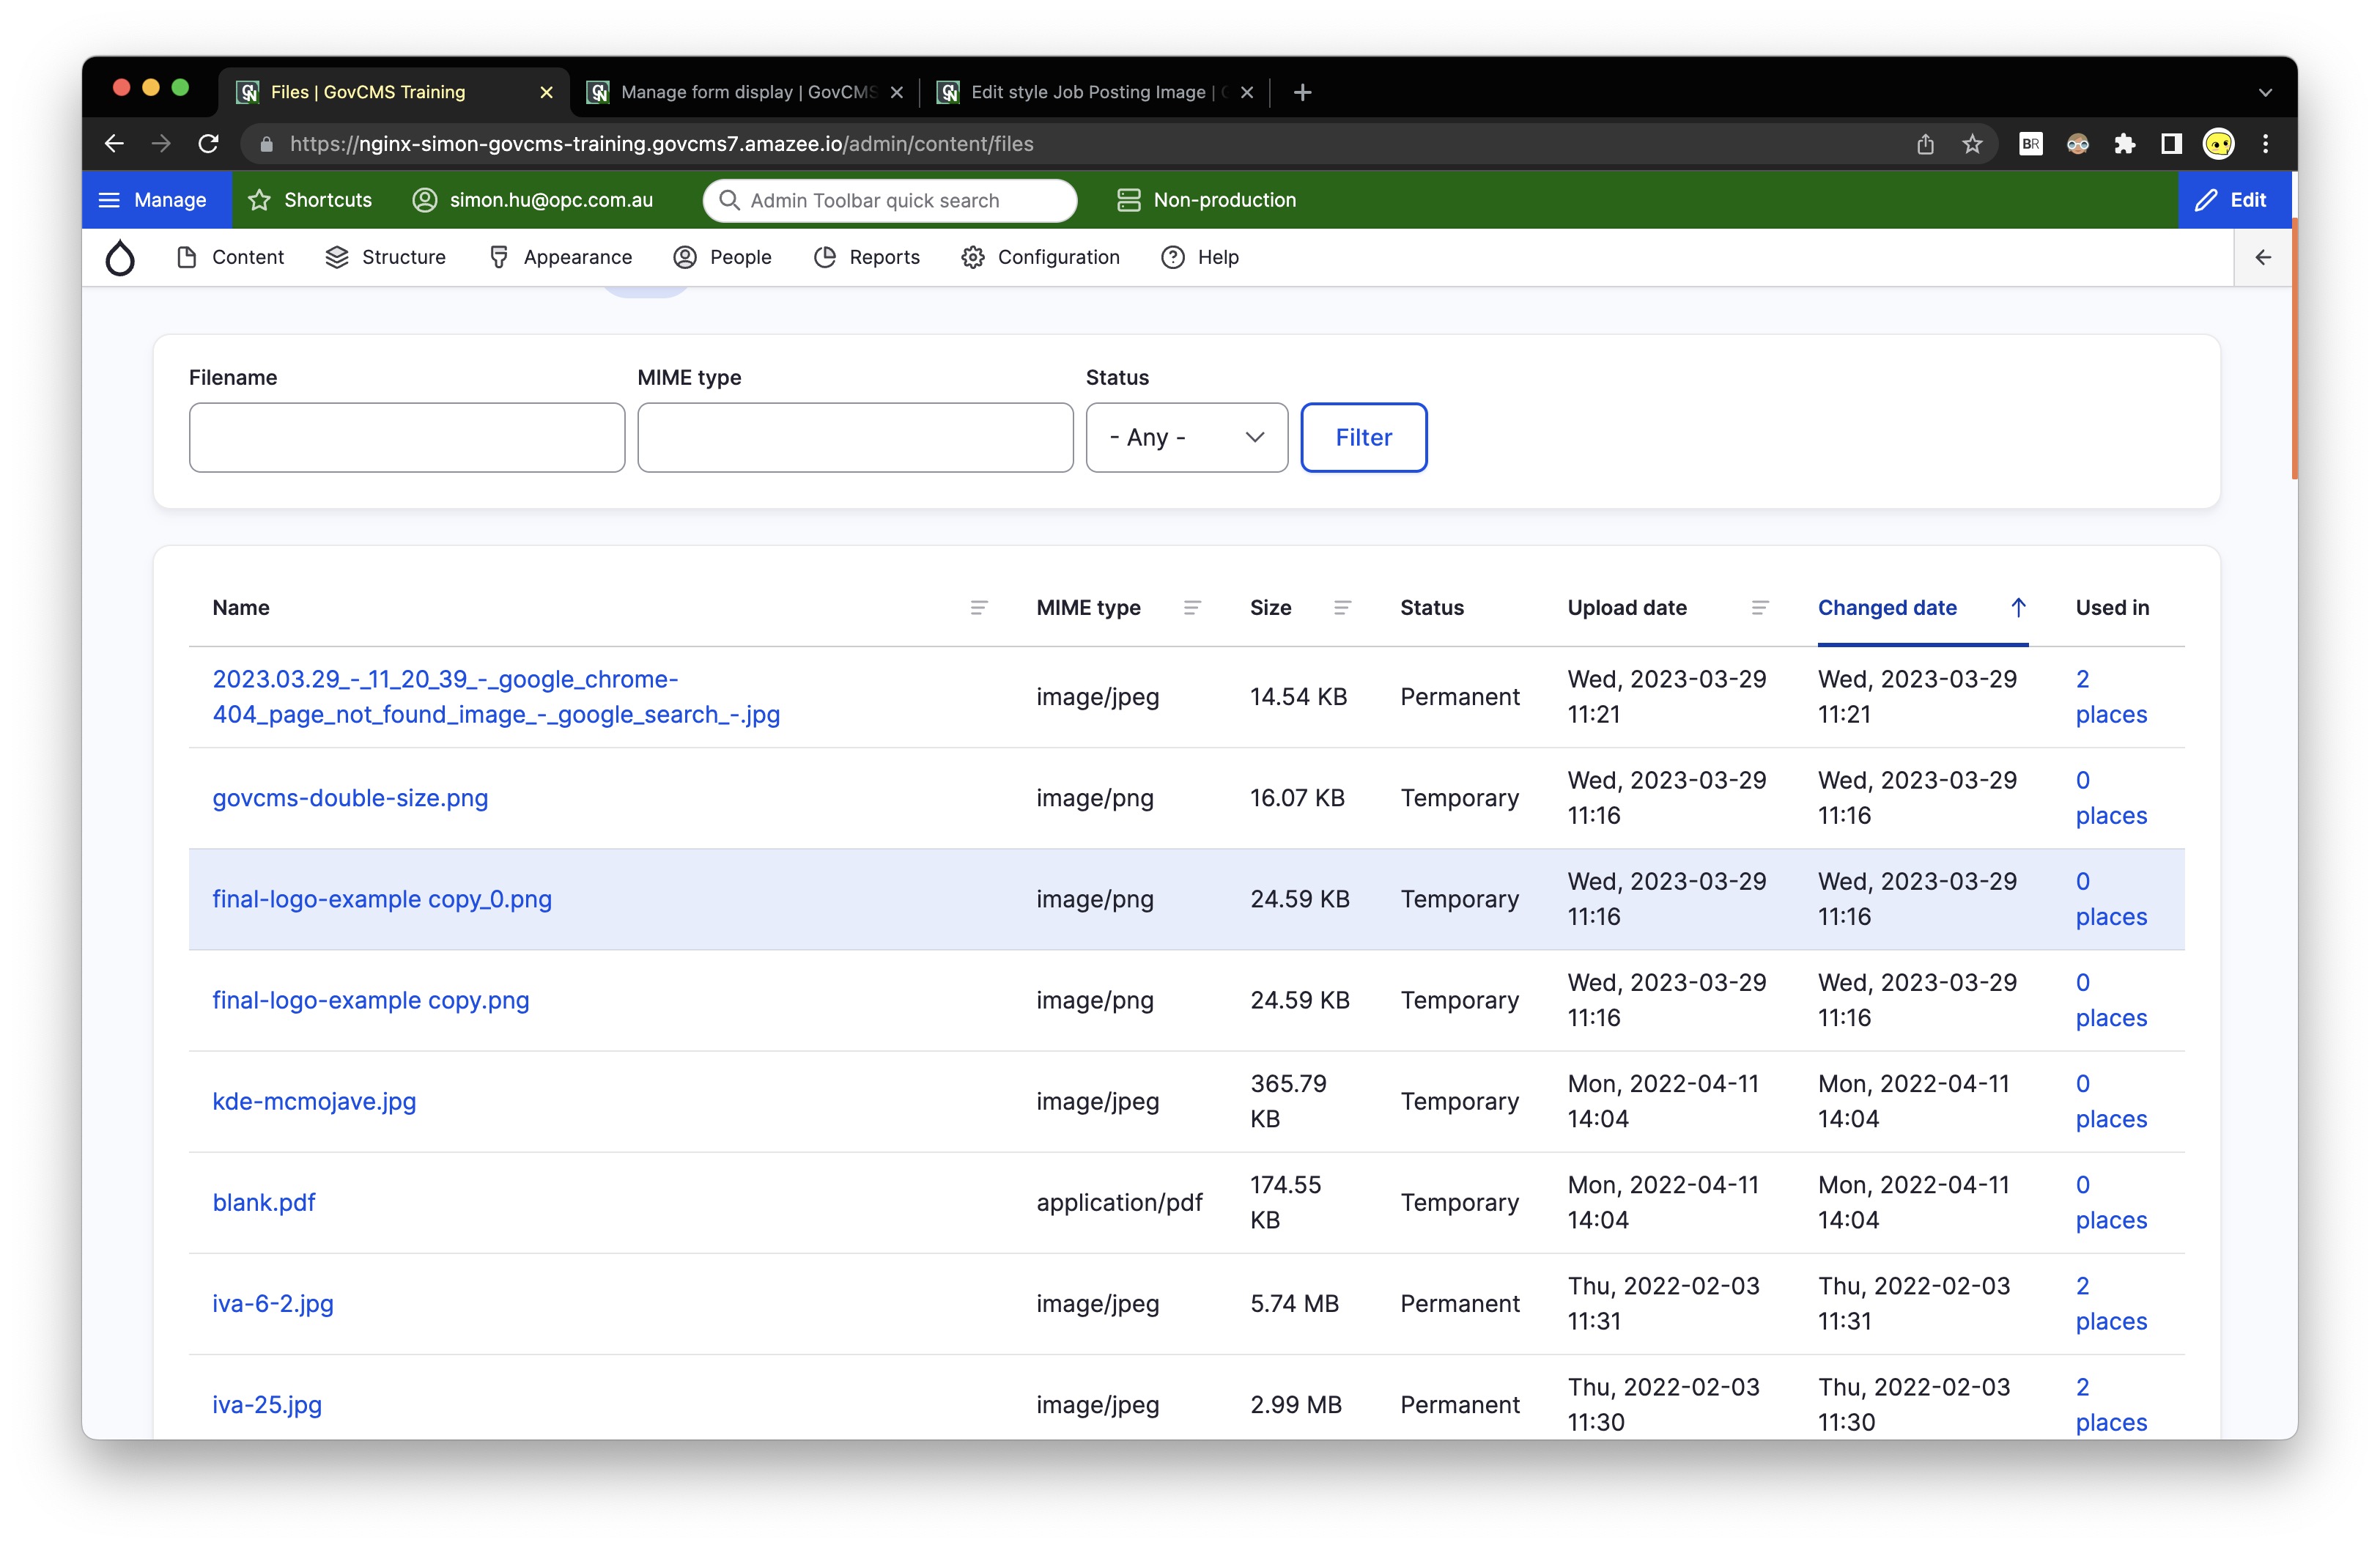 Files | GovCMS Training
Manage form display | GovCMS
Edit style Job Posting Image |
https://nginx-simon-govcms-training.govcms7.amazee.io/admin/content/files
BR
Manage
Shortcuts
simon.hu@opc.com.au
Admin Toolbar quick search
Non-production
Edit
Content
Structure
Appearance
People
Reports
Configuration
Help
Filename
MIME type
Status
- Any -
Filter
Name MIME type Size Status Upload date Changed date Used in
2023.03.29_-_11_20_39_-_google_chrome-
404_page_not_found_image_-_google_search_-.jpg
image/jpeg
14.54 KB
Permanent
Wed, 2023-03-29
11:21
Wed, 2023-03-29
11:21
2
places
govcms-double-size.png
image/png
16.07 KB
Temporary
Wed, 2023-03-29
11:16
Wed, 2023-03-29
11:16
0
places
final-logo-example copy_0.png
image/png
24.59 KB
Temporary
Wed, 2023-03-29
11:16
Wed, 2023-03-29
11:16
0
places
final-logo-example copy.png
image/png
24.59 KB
Temporary
Wed, 2023-03-29
11:16
Wed, 2023-03-29
11:16
0
places
kde-mcmojave.jpg
image/jpeg
365.79
KB
Temporary
Mon, 2022-04-11
14:04
Mon, 2022-04-11
14:04
0
places
blank.pdf
application/pdf
174.55
KB
Temporary
Mon, 2022-04-11
14:04
Mon, 2022-04-11
14:04
0
places
iva-6-2.jpg
image/jpeg
5.74 MB
Permanent
Thu, 2022-02-03
11:31
Thu, 2022-02-03
11:31
2
places
iva-25.jpg
image/jpeg
2.99 MB
Permanent
Thu, 2022-02-03
11:30
Thu, 2022-02-03
11:30
2
places